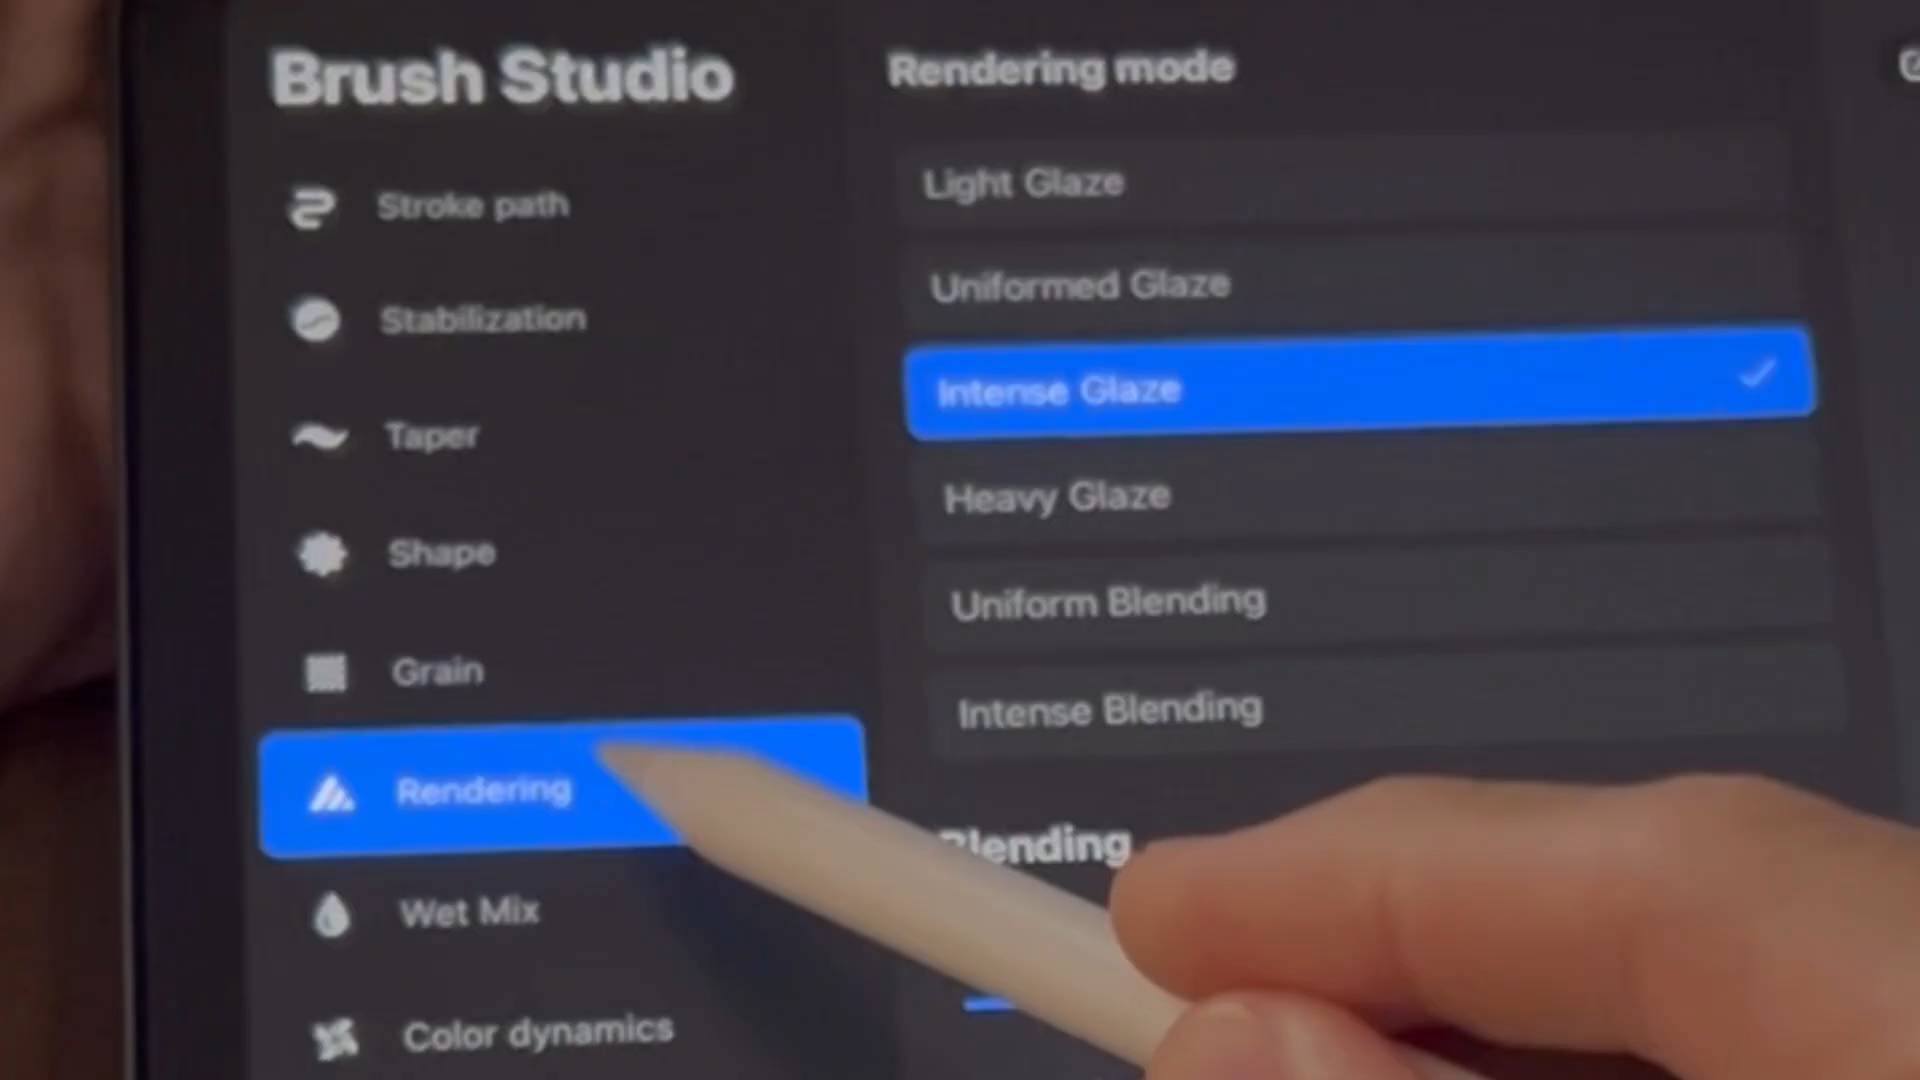 Brush Studio
Stroke path
Stabilization
Taper
Shape
Grain
Rendering
Wet Mix
Color dynamics
Rendering mode
Light Glaze
Uniformed Glaze
Intense Glaze
Heavy Glaze
Uniform Blending
Intense Blending
Blending